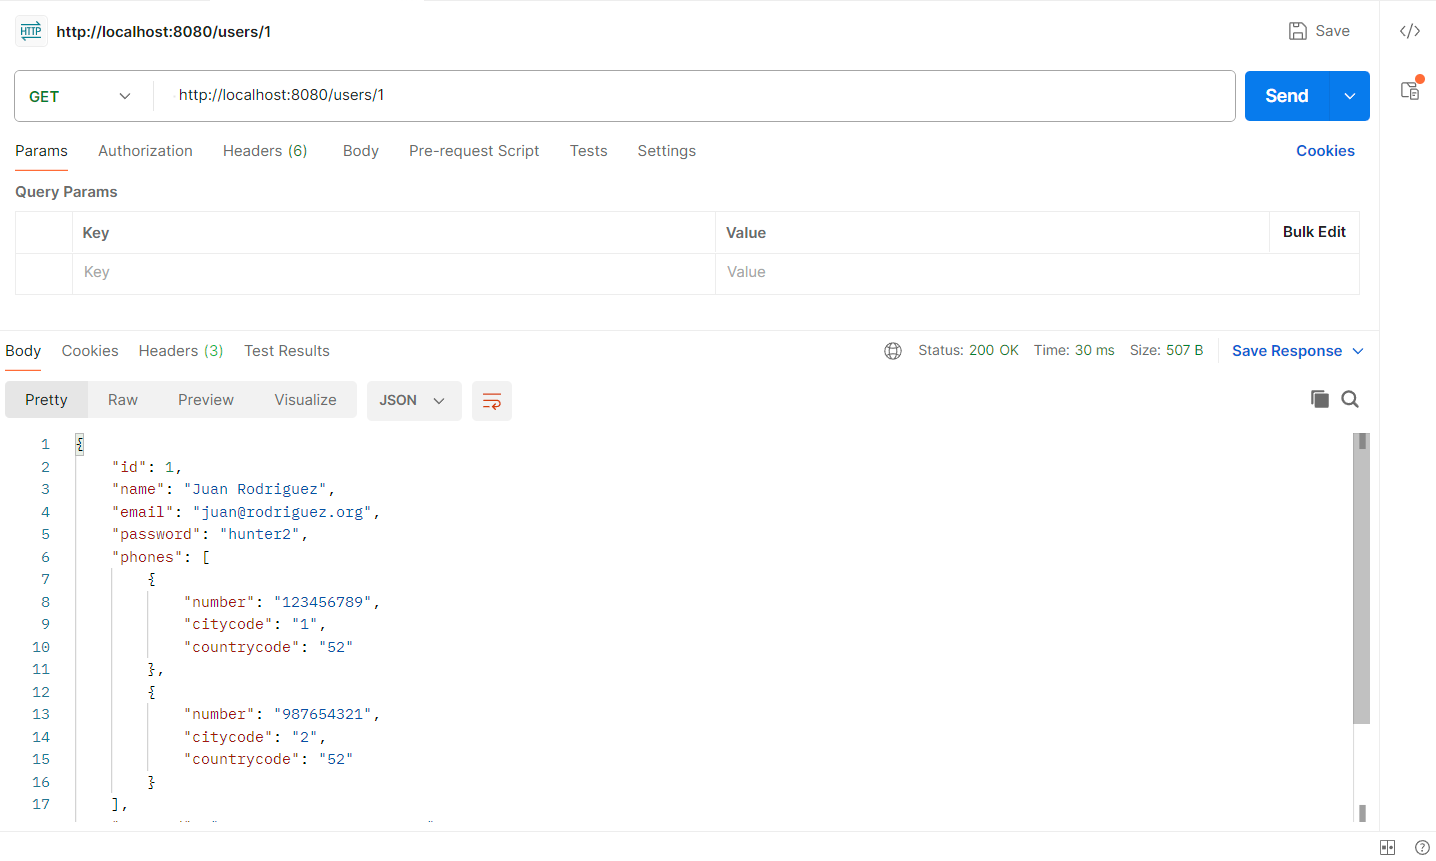 HTTP http://localhost:8080/users/1 Save
GET http://localhost:8080/users/1 Send
Params Authorization Headers (6) Body Pre-request Script Tests Settings Cookies
Query Params
Key Value Bulk Edit
Key Value
Body Cookies Headers (3) Test Results Status: 200 OK Time: 30 ms Size: 507 B Save Response
Pretty Raw Preview Visualize JSON
1 {
2 "id": 1,
3 "name": "Juan Rodriguez",
4 "email": "juan@rodriguez.org",
5 "password": "hunter2",
6 "phones": [
7 {
8 "number": "123456789",
9 "citycode": "1",
10 "countrycode": "52"
11 },
12 {
13 "number": "987654321",
14 "citycode": "2",
15 "countrycode": "52"
16 }
17 ],